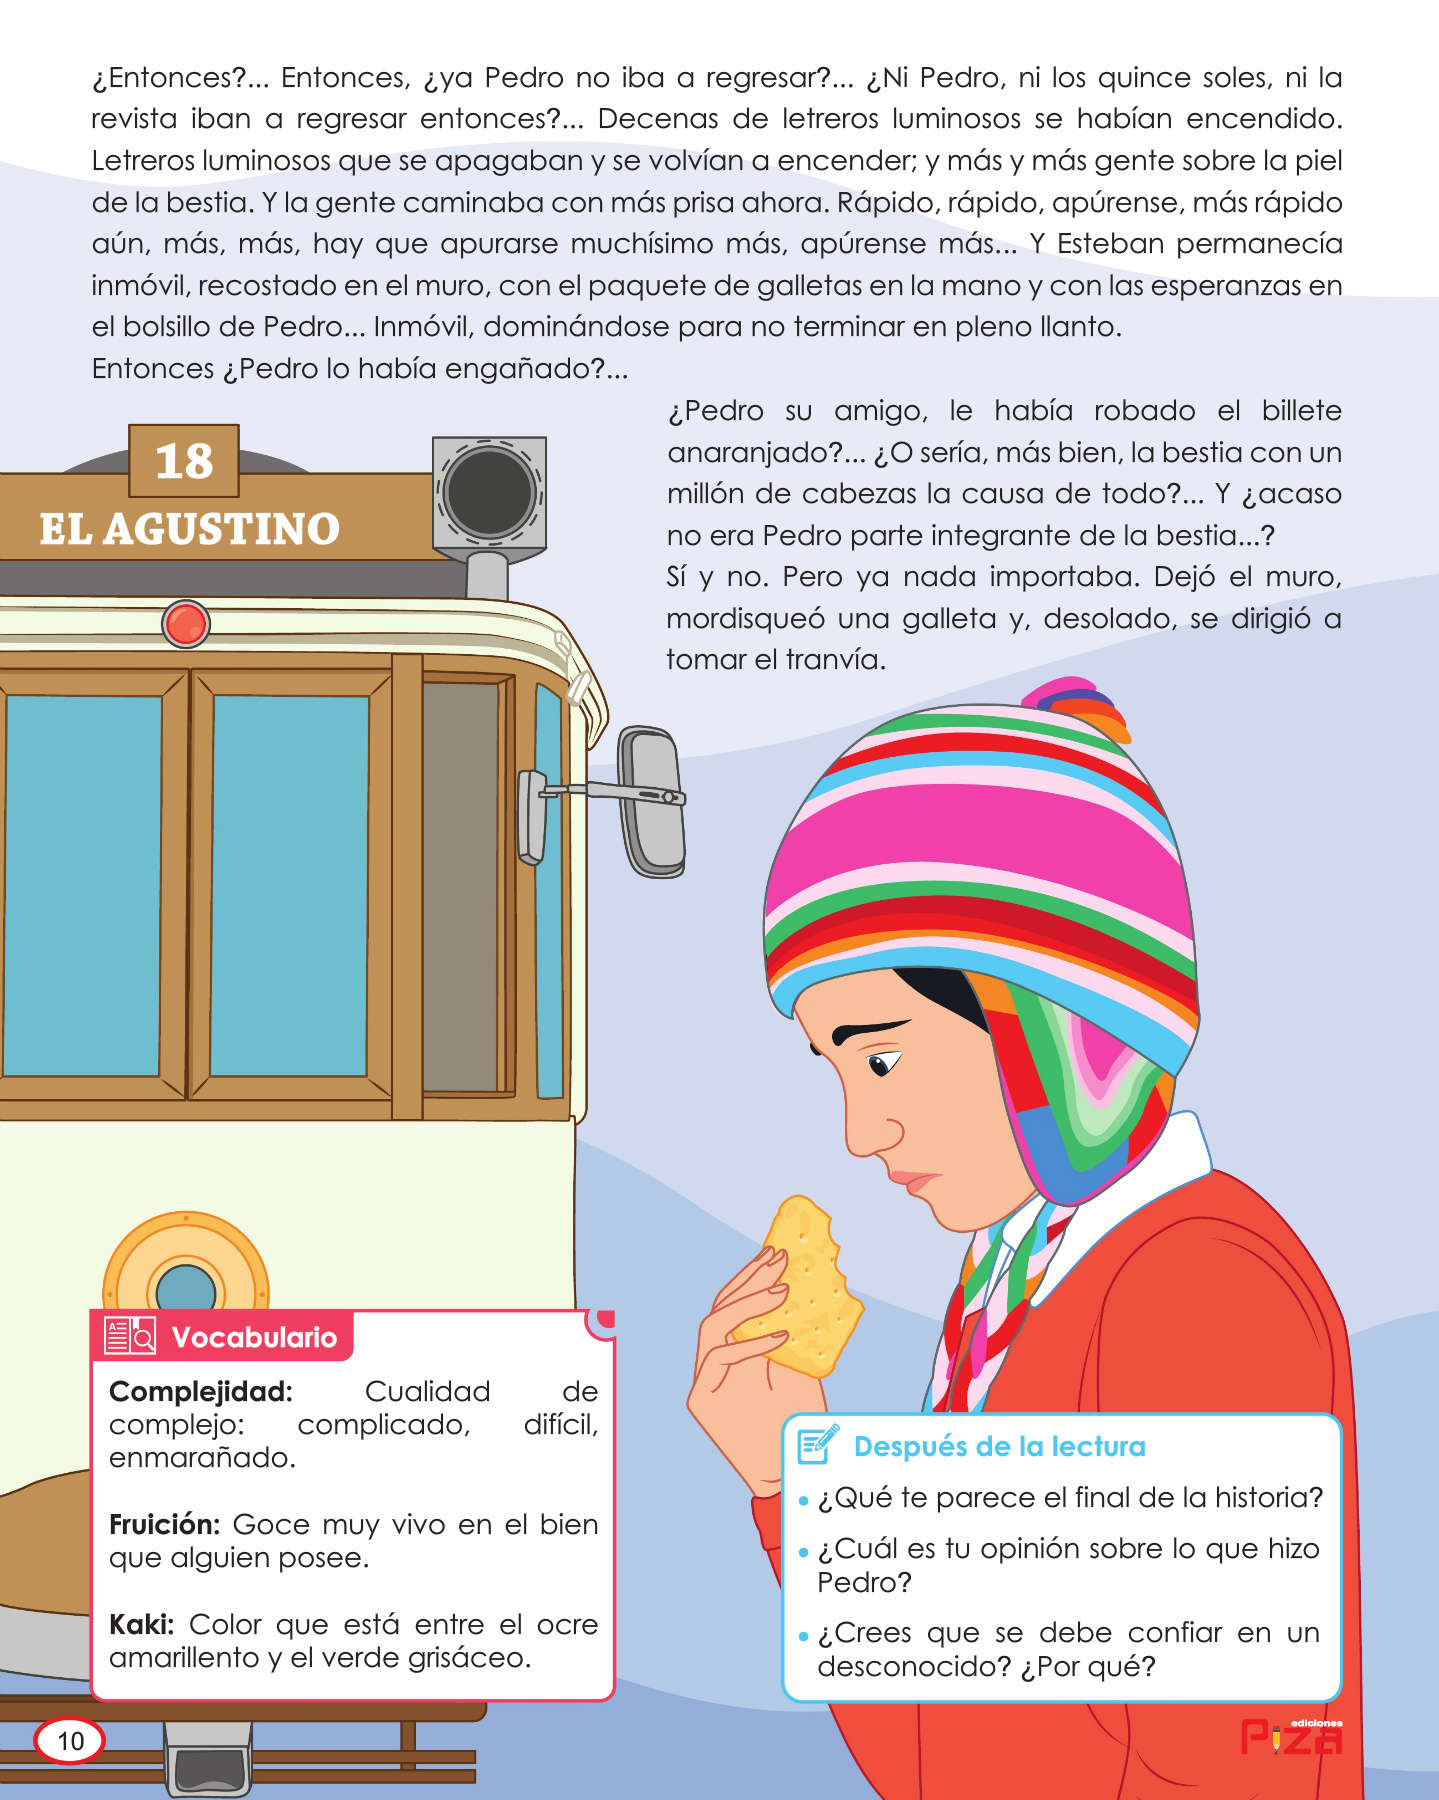 ¿Entonces?... Entonces, ¿ya Pedro no iba a regresar?... ¿Ni Pedro, ni los quince soles, ni la
revista iban a regresar entonces?... Decenas de letreros luminosos se habían encendido.
Letreros luminosos que se apagaban y se volvían a encender; y más y más gente sobre la piel
de la bestia. Y la gente caminaba con más prisa ahora. Rápido, rápido, apúrense, más rápido
aún, más, más, hay que apurarse muchísimo más, apúrense más... Y Esteban permanecía
inmóvil, recostado en el muro, con el paquete de galletas en la mano y con las esperanzas en
el bolsillo de Pedro... Inmóvil, dominándose para no terminar en pleno llanto.
Entonces ¿Pedro lo había engañado?...
¿Pedro su amigo, le había robado el billete
anaranjado?... ¿O sería, más bien, la bestia con un
millón de cabezas la causa de todo?... Y ¿acaso
no era Pedro parte integrante de la bestia...?
Sí y no. Pero ya nada importaba. Dejó el muro,
mordisqueó una galleta y, desolado, se dirigió a
tomar el tranvía.
18
EL AGUSTINO
Vocabulario
Complejidad: Cualidad de
complejo: complicado, difícil,
enmarañado.
Fruición: Goce muy vivo en el bien
que alguien posee.
Kaki: Color que está entre el ocre
amarillento y el verde grisáceo.
Después de la lectura
• ¿Qué te parece el final de la historia?
• ¿Cuál es tu opinión sobre lo que hizo
Pedro?
• ¿Crees que se debe confiar en un
desconocido? ¿Por qué?
10
ediciones
Piza